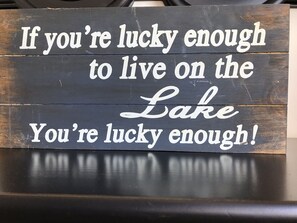 If you're lucky enough
to live on the
Lake
You're lucky enough!